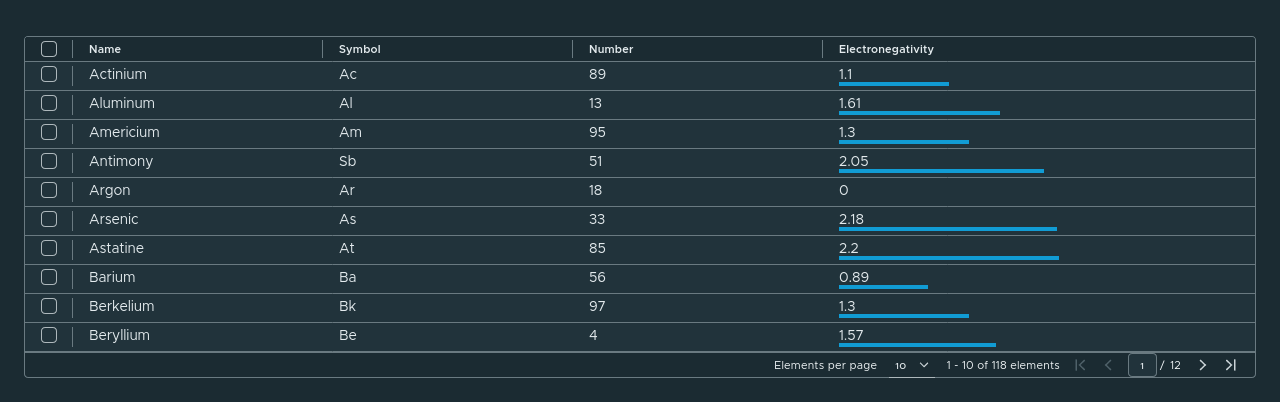 Name Symbol Number Electronegativity
Actinium Ac 89 1.1
Aluminum Al 13 1.61
Americium Am 95 1.3
Antimony Sb 51 2.05
Argon Ar 18 0
Arsenic As 33 2.18
Astatine At 85 2.2
Barium Ba 56 0.89
Berkelium Bk 97 1.3
Beryllium Be 4 1.57
Elements per page 10 1 - 10 of 118 elements 1 / 12